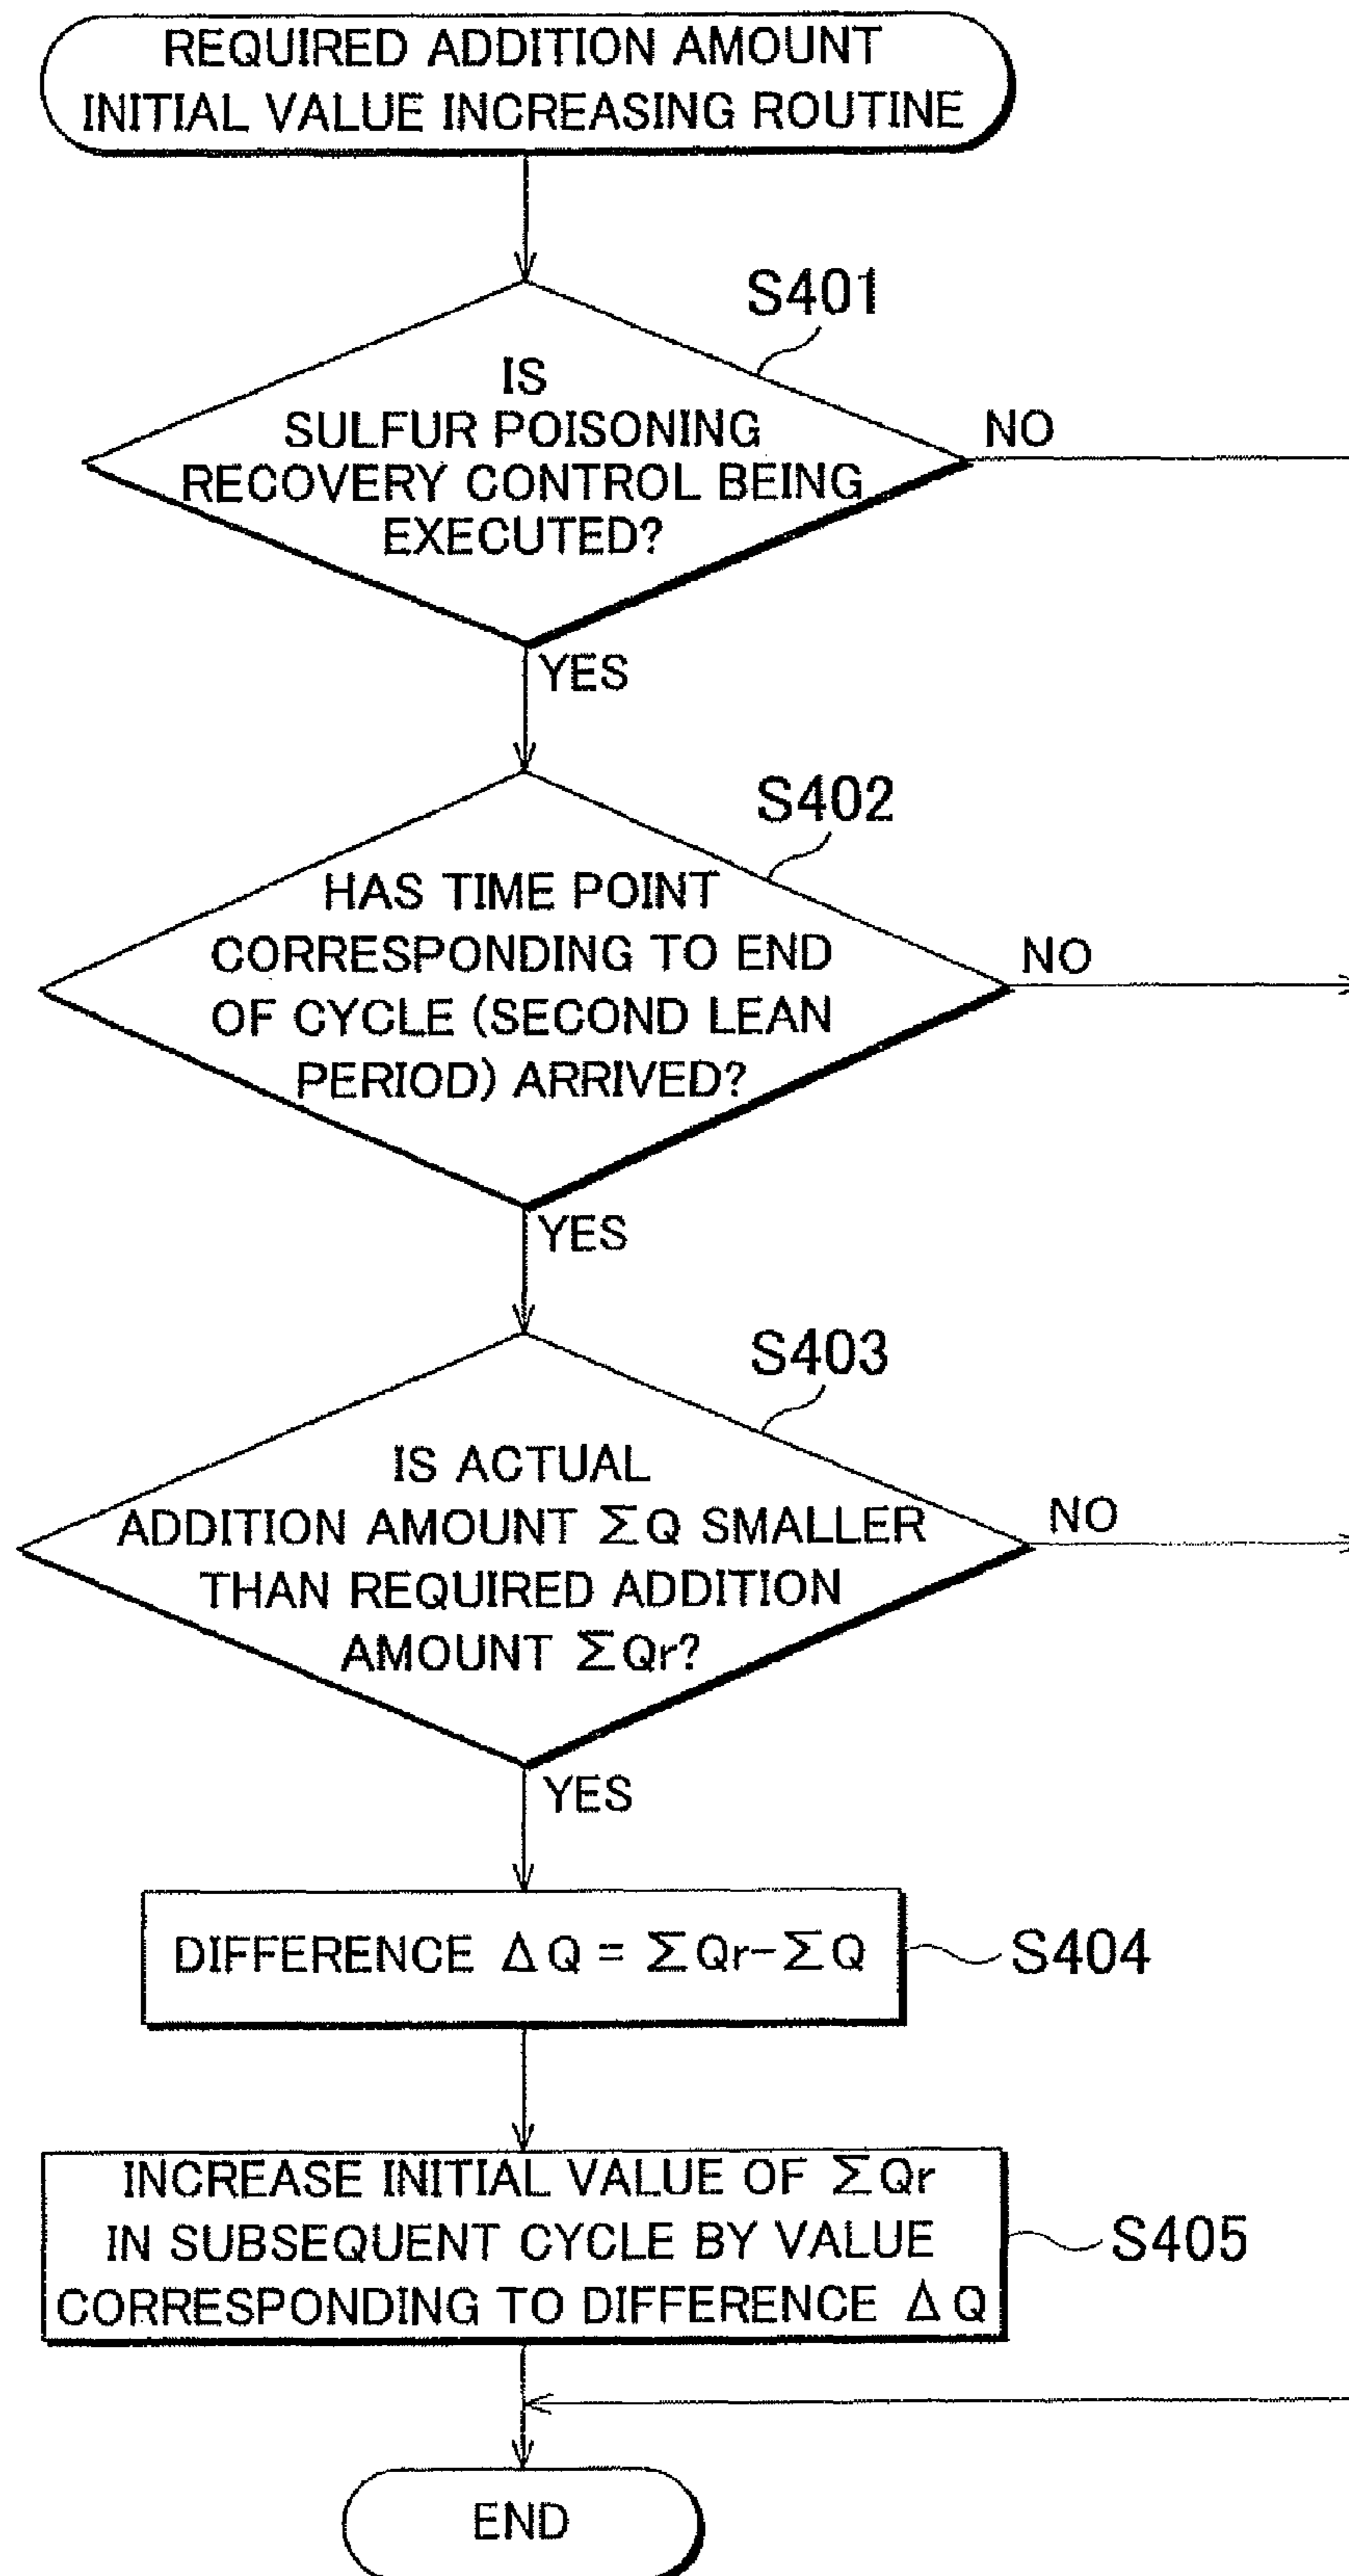 REQUIRED ADDITION AMOUNT
INITIAL VALUE INCREASING ROUTINE
S401
IS
SULFUR POISONING
RECOVERY CONTROL BEING
EXECUTED?
NO
YES
S402
HAS TIME POINT
CORRESPONDING TO END
OF CYCLE (SECOND LEAN
PERIOD) ARRIVED?
NO
YES
S403
IS ACTUAL
ADDITION AMOUNT ΣQ SMALLER
THAN REQUIRED ADDITION
AMOUNT ΣQr?
NO
YES
DIFFERENCE ΔQ = ΣQr-ΣQ
S404
INCREASE INITIAL VALUE OF ΣQr
IN SUBSEQUENT CYCLE BY VALUE
CORRESPONDING TO DIFFERENCE ΔQ
S405
END